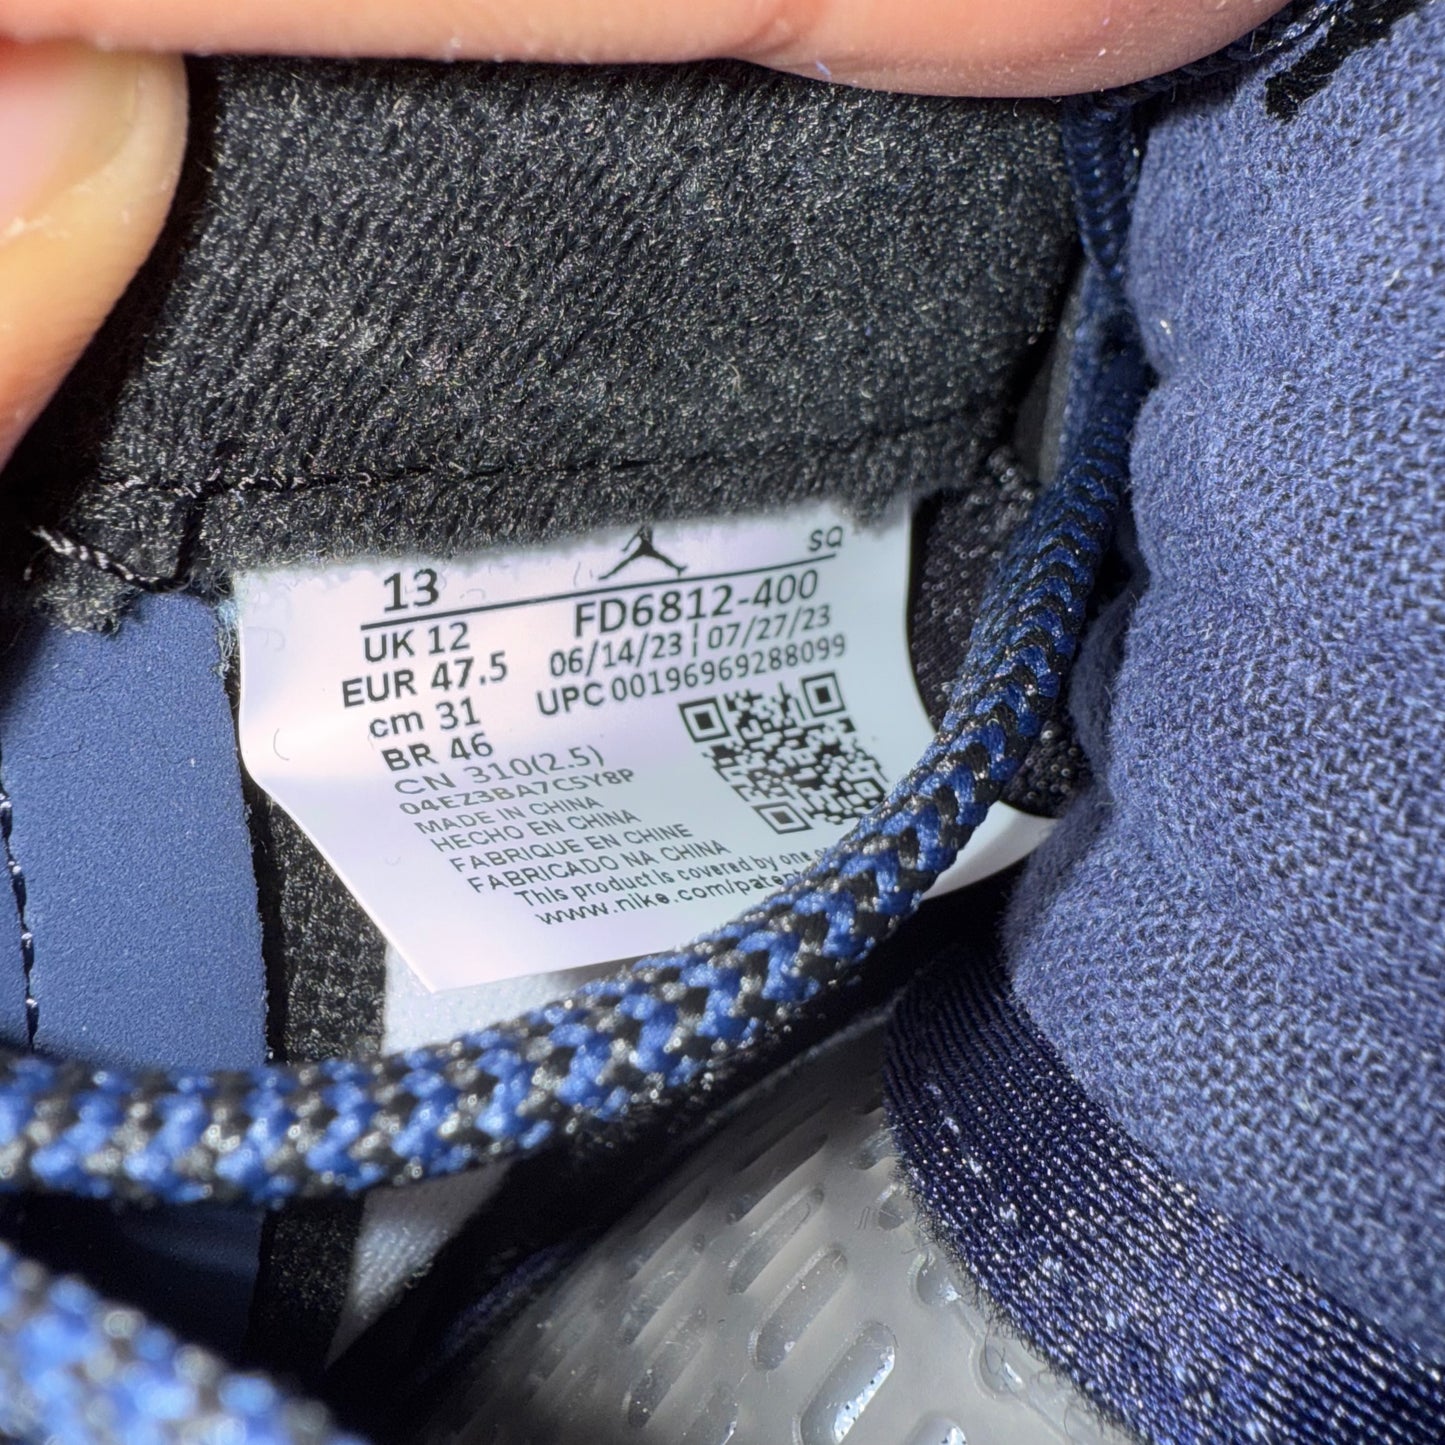 13 SQ
UK 12 FD6812-400
EUR 47.5 06/14/23 ¦ 07/27/23
cm 31 UPC 00196969288099
BR 46
CN 310(2.5)
04EZ3BA7C5Y8P
MADE IN CHINA
HECHO EN CHINA
FABRIQUE EN CHINE
FABRICADO NA CHINA
This product is covered by one
www.nike.com/patent